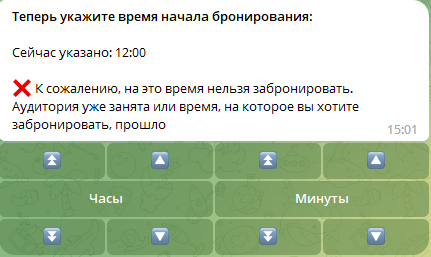 Теперь укажите время начала бронирования:
Сейчас указано: 12:00
❌ К сожалению, на это время нельзя забронировать.
Аудитория уже занята или время, на которое вы хотите
забронировать, прошло
15:01
⏫ 🔼 ⏫ 🔼
Часы Минуты
⏬ 🔽 ⏬ 🔽